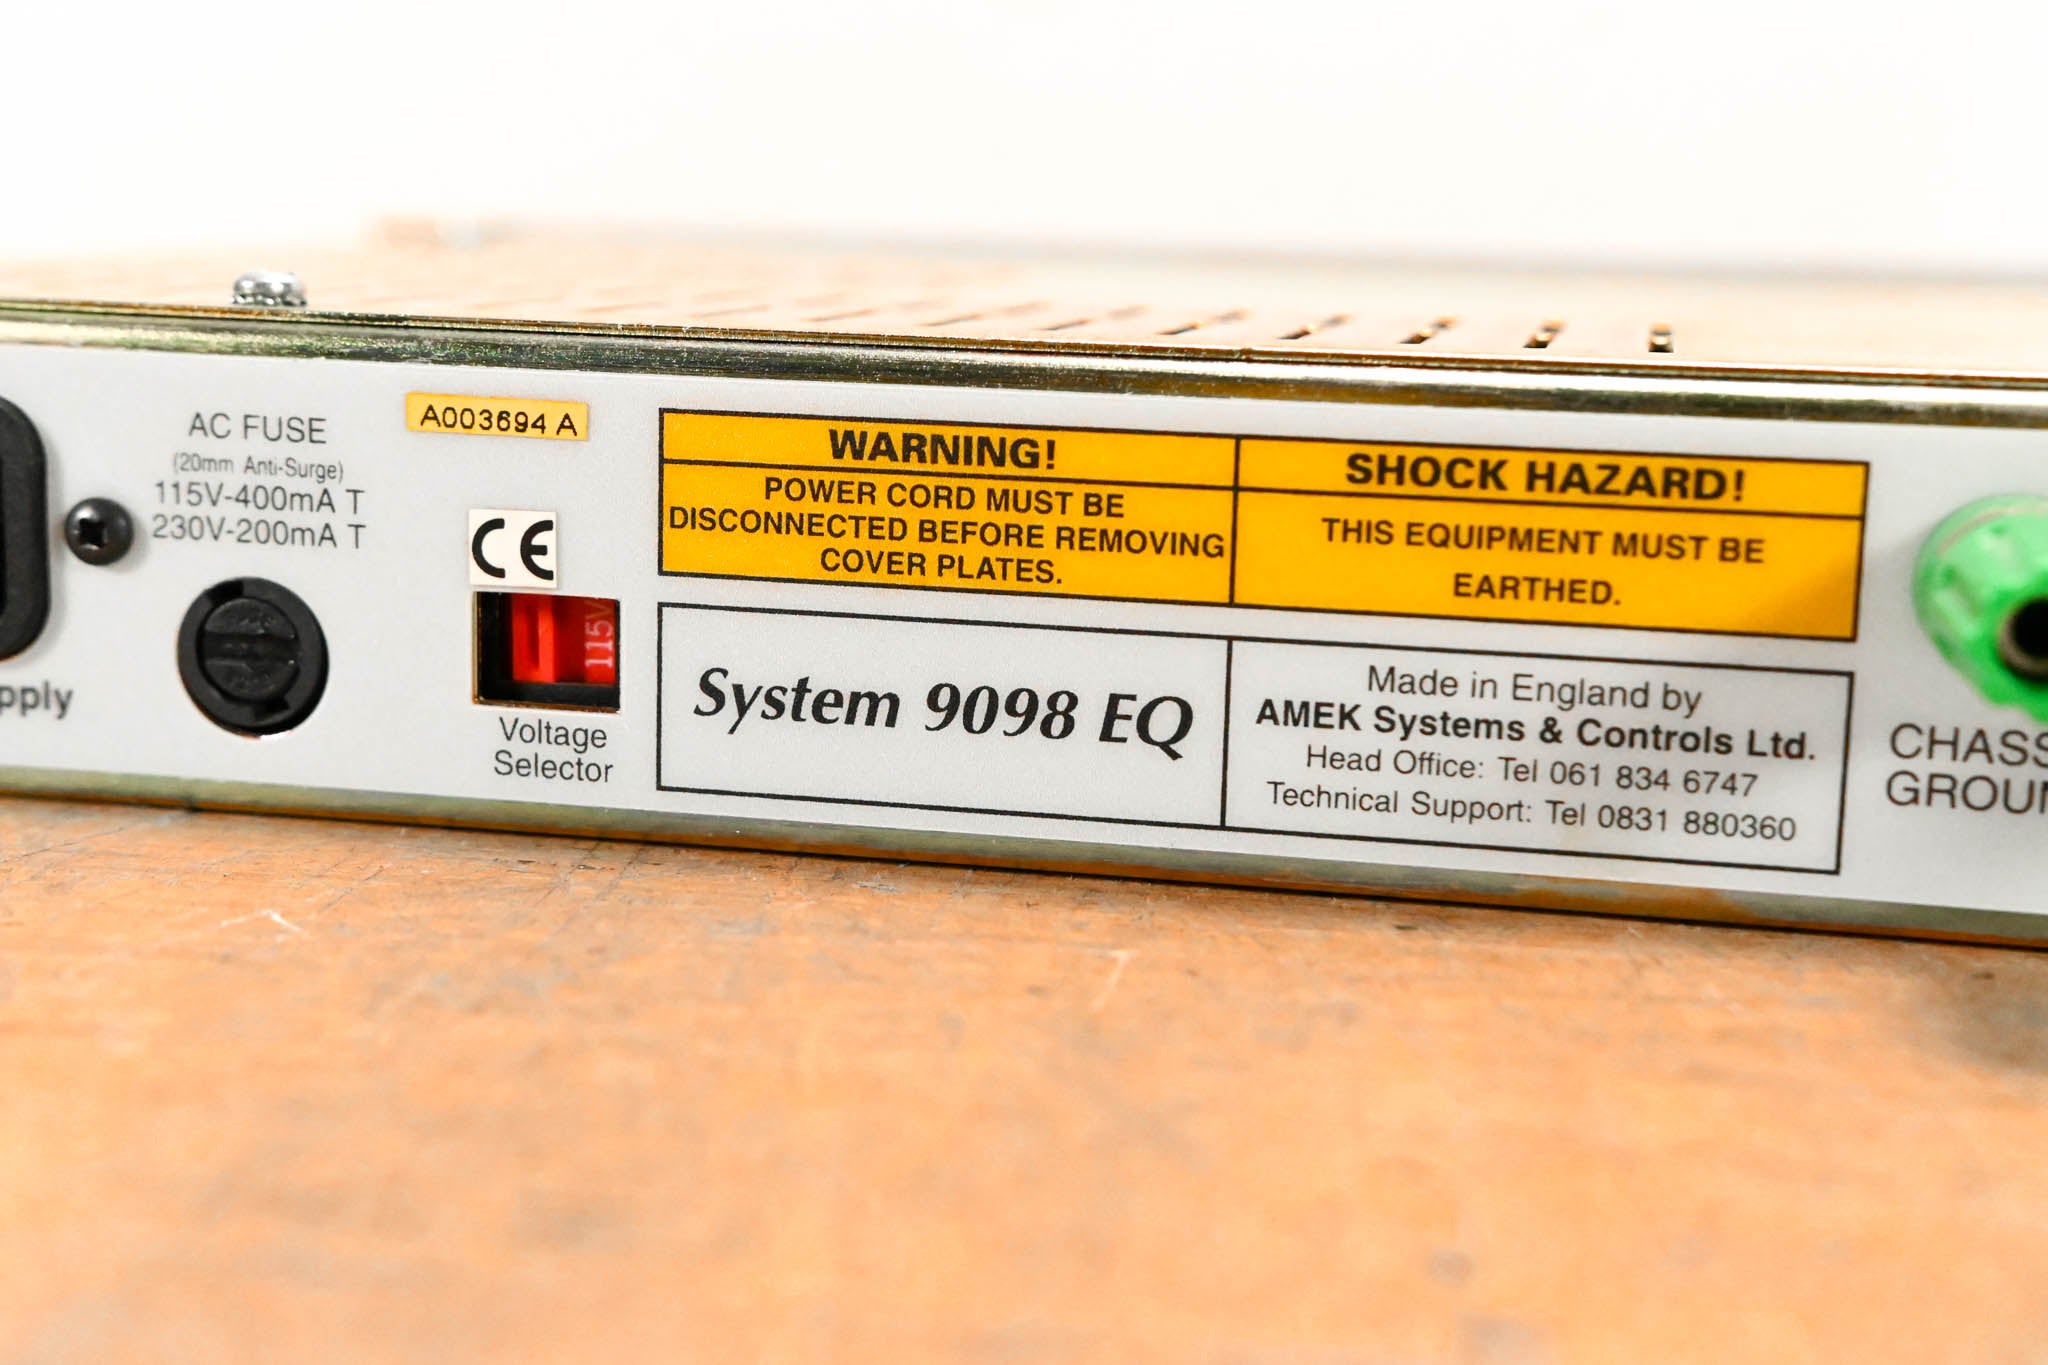 AC FUSE
(20mm Anti-Surge)
115V-400mA T
230V-200mA T
pply
A003694 A
CE
115V
Voltage
Selector
WARNING!
POWER CORD MUST BE
DISCONNECTED BEFORE REMOVING
COVER PLATES.
SHOCK HAZARD!
THIS EQUIPMENT MUST BE
EARTHED.
System 9098 EQ
Made in England by
AMEK Systems & Controls Ltd.
Head Office: Tel 061 834 6747
Technical Support: Tel 0831 880360
CHASS
GROUN